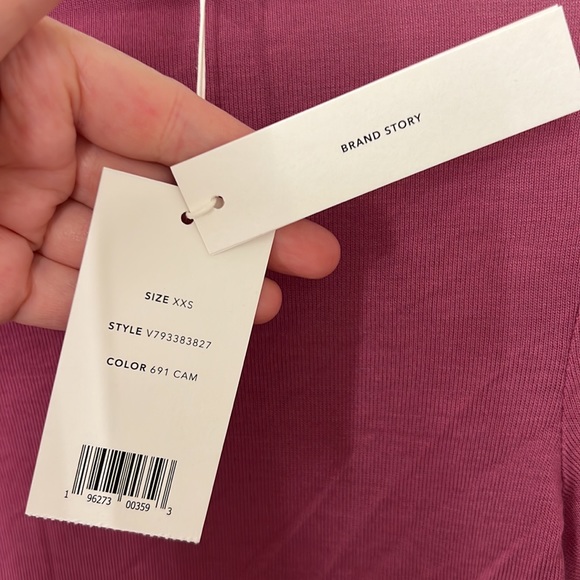 BRAND STORY
SIZE XXS
STYLE V793383827
COLOR 691 CAM
1 96273 00359 3